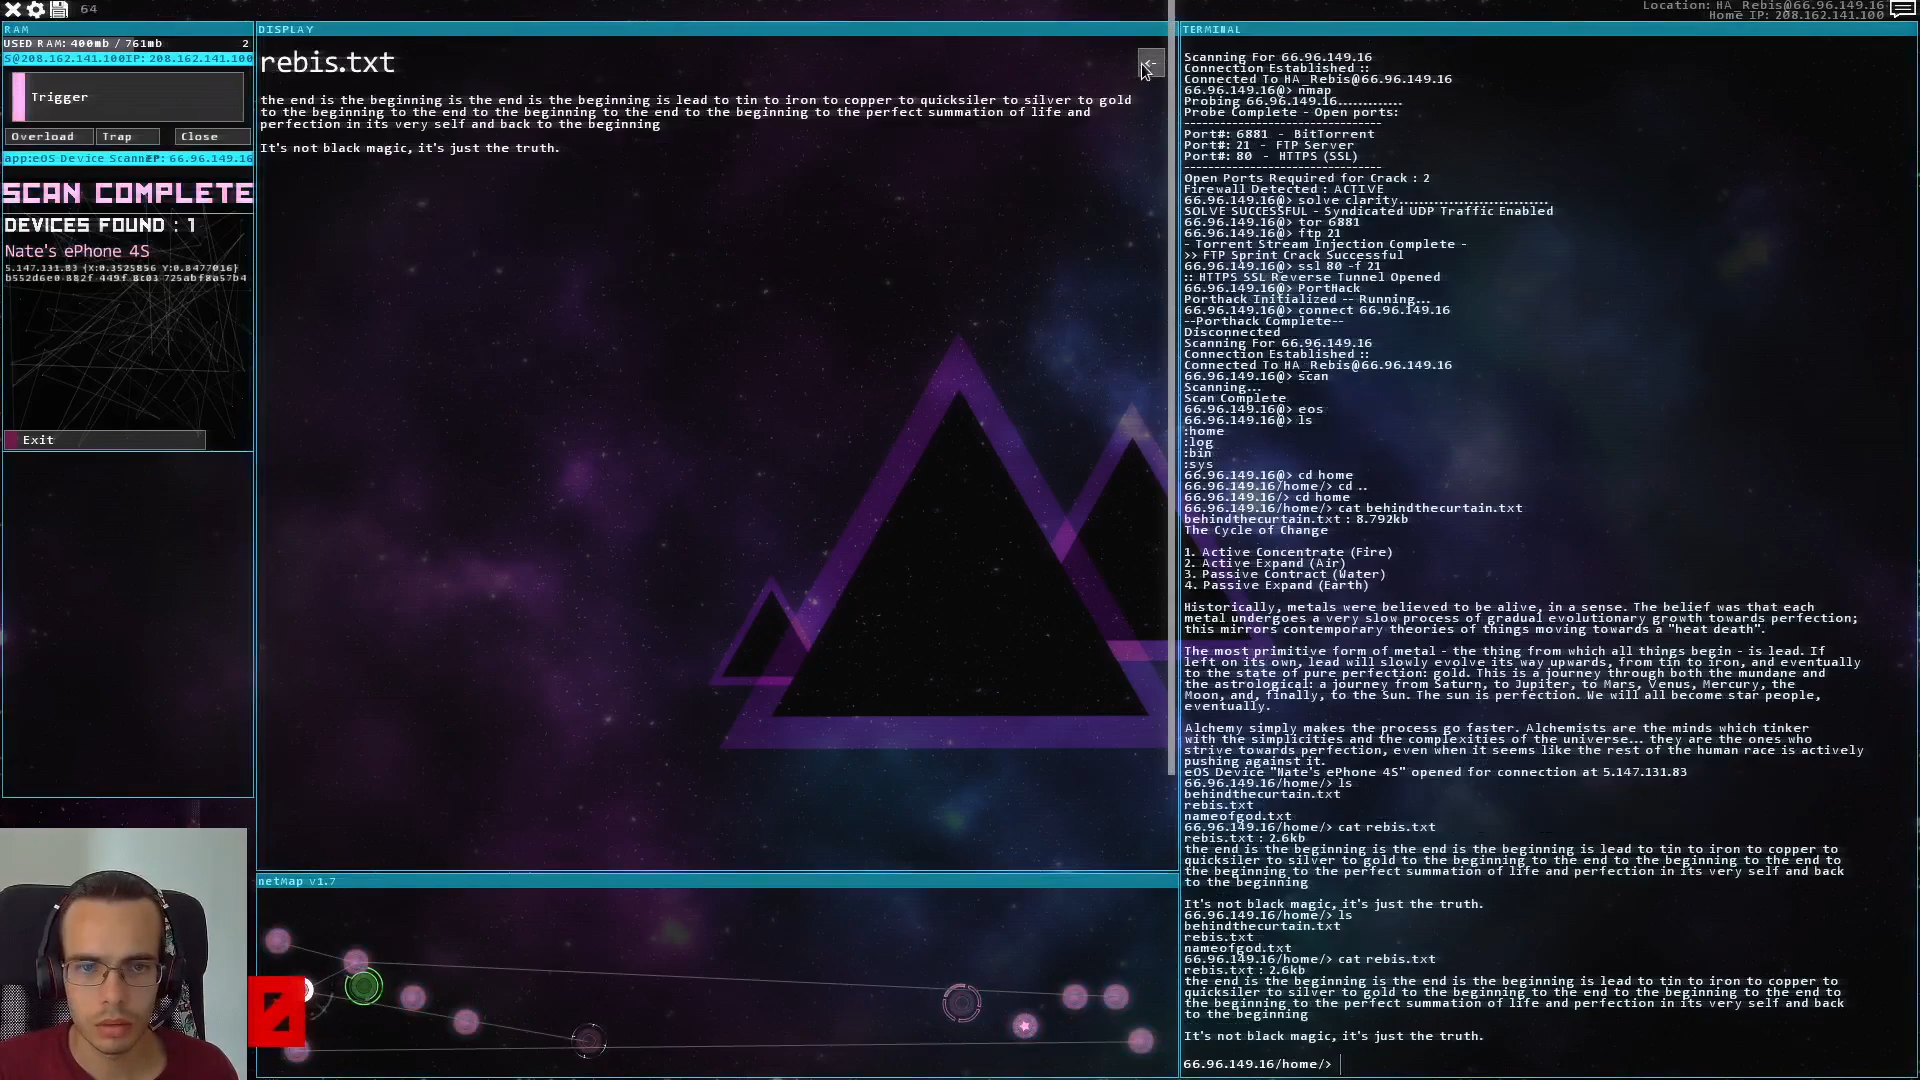 64
Location: HA_Rebis@66.96.149.16
Home IP: 208.162.141.100
RAM
USED RAM: 400mb / 761mb 2
S@208.162.141.100IP: 208.162.141.100
Trigger
Overload Trap Close
app:eOS Device Scanner IP: 66.96.149.16
SCAN COMPLETE
DEVICES FOUND : 1
Nate's ePhone 4S
5.147.131.83 {X:0.3525856 Y:0.8477016}
Exit
DISPLAY
rebis.txt
<-
the end is the beginning is the end is the beginning is lead to tin to iron to copper to quicksiler to silver to gold
to the beginning to the end to the beginning to the end to the beginning to the perfect summation of life and
perfection in its very self and back to the beginning
It's not black magic, it's just the truth.
netMap v1.7
TERMINAL
Scanning For 66.96.149.16
Connection Established ::
Connected To HA_Rebis@66.96.149.16
66.96.149.16@> nmap
Probing 66.96.149.16.............
Probe Complete - Open ports:
---------------------------------
Port#: 6881 - BitTorrent
Port#: 21 - FTP Server
Port#: 80 - HTTPS (SSL)
---------------------------------
Open Ports Required for Crack : 2
Firewall Detected : ACTIVE
66.96.149.16@> solve clarity...........................
SOLVE SUCCESSFUL - Syndicated UDP Traffic Enabled
66.96.149.16@> tor 6881
66.96.149.16@> ftp 21
- Torrent Stream Injection Complete -
>> FTP Sprint Crack Successful
66.96.149.16@> ssl 80 -f 21
:: HTTPS SSL Reverse Tunnel Opened
66.96.149.16@> PortHack
Porthack Initialized -- Running...
66.96.149.16@> connect 66.96.149.16
--Porthack Complete--
Disconnected
Scanning For 66.96.149.16
Connection Established ::
Connected To HA_Rebis@66.96.149.16
66.96.149.16@> scan
Scanning...
Scan Complete
66.96.149.16@> eos
66.96.149.16@> ls
:home
:log
:bin
:sys
66.96.149.16@> cd home
66.96.149.16/home/> cd ..
66.96.149.16/> cd home
66.96.149.16/home/> cat behindthecurtain.txt
behindthecurtain.txt : 8.792kb
The Cycle of Change
1. Active Concentrate (Fire)
2. Active Expand (Air)
3. Passive Contract (Water)
4. Passive Expand (Earth)
Historically, metals were believed to be alive, in a sense. The belief was that each
metal undergoes a very slow process of gradual evolutionary growth towards perfection;
this mirrors contemporary theories of things moving towards a "heat death".
The most primitive form of metal - the thing from which all things begin - is lead. If
left on its own, lead will slowly evolve its way upwards, from tin to iron, and eventually
to the state of pure perfection: gold. This is a journey through both the mundane and
the astrological: a journey from Saturn, to Jupiter, to Mars, Venus, Mercury, the
Moon, and, finally, to the Sun. The sun is perfection. We will all become star people,
eventually.
Alchemy simply makes the process go faster. Alchemists are the minds which tinker
with the simplicities and the complexities of the universe... they are the ones who
strive towards perfection, even when it seems like the rest of the human race is actively
pushing against it.
eOS Device "Nate's ePhone 4S" opened for connection at 5.147.131.83
66.96.149.16/home/> ls
behindthecurtain.txt
rebis.txt
nameofgod.txt
66.96.149.16/home/> cat rebis.txt
rebis.txt : 2.6kb
the end is the beginning is the end is the beginning is lead to tin to iron to copper to
quicksiler to silver to gold to the beginning to the end to the beginning to the end to
the beginning to the perfect summation of life and perfection in its very self and back
to the beginning
It's not black magic, it's just the truth.
66.96.149.16/home/> ls
behindthecurtain.txt
rebis.txt
nameofgod.txt
66.96.149.16/home/> cat rebis.txt
rebis.txt : 2.6kb
the end is the beginning is the end is the beginning is lead to tin to iron to copper to
quicksiler to silver to gold to the beginning to the end to the beginning to the end to
the beginning to the perfect summation of life and perfection in its very self and back
to the beginning
It's not black magic, it's just the truth.
66.96.149.16/home/>